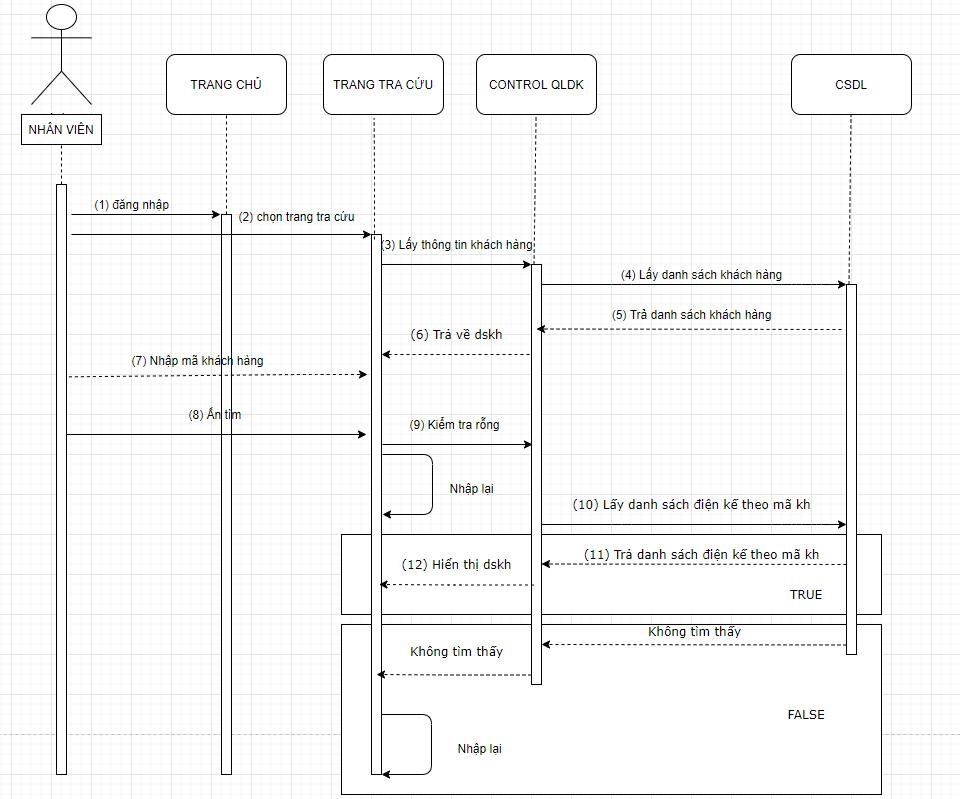 TRANG CHỦ
TRANG TRA CỨU
CONTROL QLDK
CSDL
NHÂN VIÊN
(1) đăng nhập
(2) chọn trang tra cứu
(3) Lấy thông tin khách hàng
(4) Lấy danh sách khách hàng
(5) Trả danh sách khách hàng
(6) Trả về dskh
(7) Nhập mã khách hàng
(8) Ấn tìm
(9) Kiểm tra rỗng
Nhập lại
(10) Lấy danh sách điện kế theo mã kh
(11) Trả danh sách điện kế theo mã kh
(12) Hiển thị dskh
TRUE
Không tìm thấy
Không tìm thấy
FALSE
Nhập lại